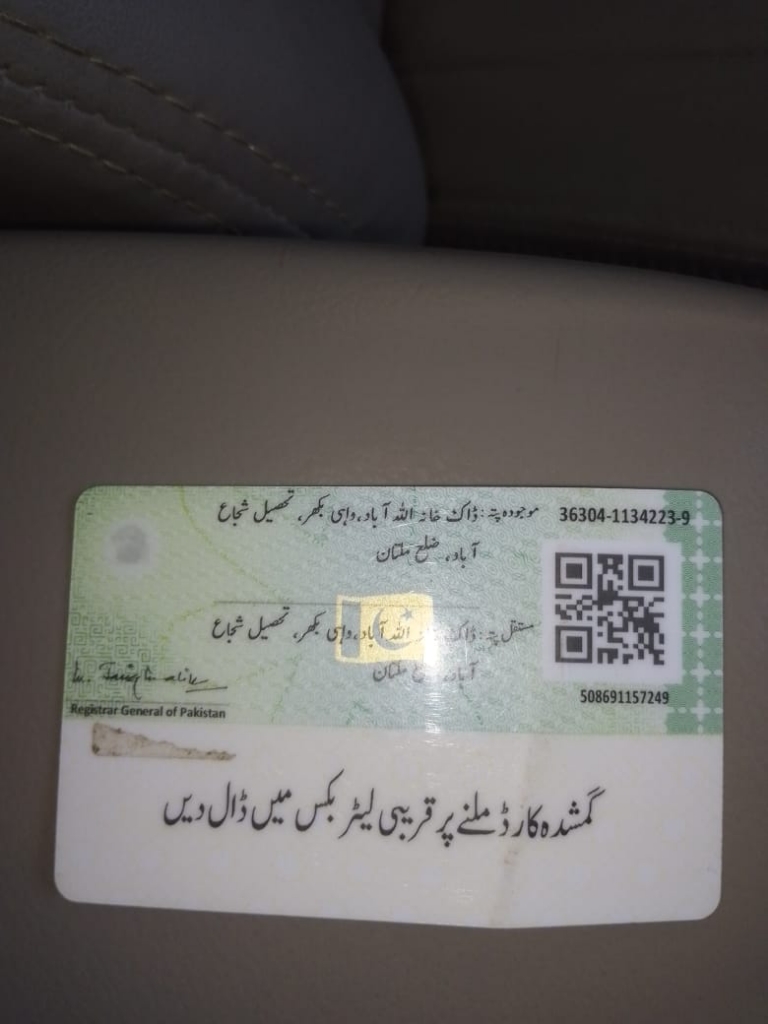 36304-1134223-9
موجودہ پتہ: ڈاک خانہ اللہ آباد، واہی بکھر، تحصیل شجاع
آباد، ضلع ملتان
مستقل پتہ: ڈاک اللہ آباد، واہی بکھر، تحصیل شجاع
آباد، ضلع ملتان
508691157249
Registrar General of Pakistan
گمشدہ کارڈ ملنے پر قریبی لیٹر بکس میں ڈال دیں